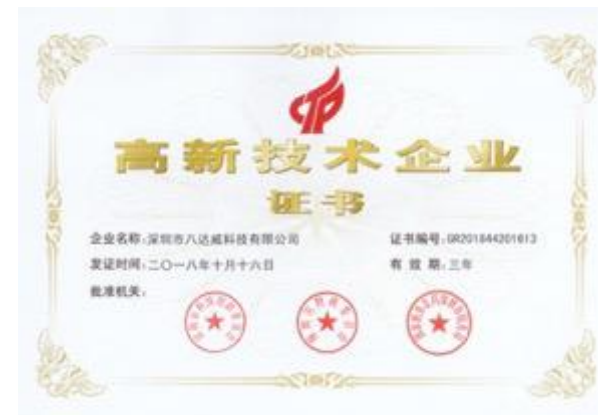 高新技术企业
证书
企业名称:深圳市八达威科技有限公司 证书编号:GR201844201613
发证时间:二〇一八年十月十六日 有 效 期:三年
批准机关: